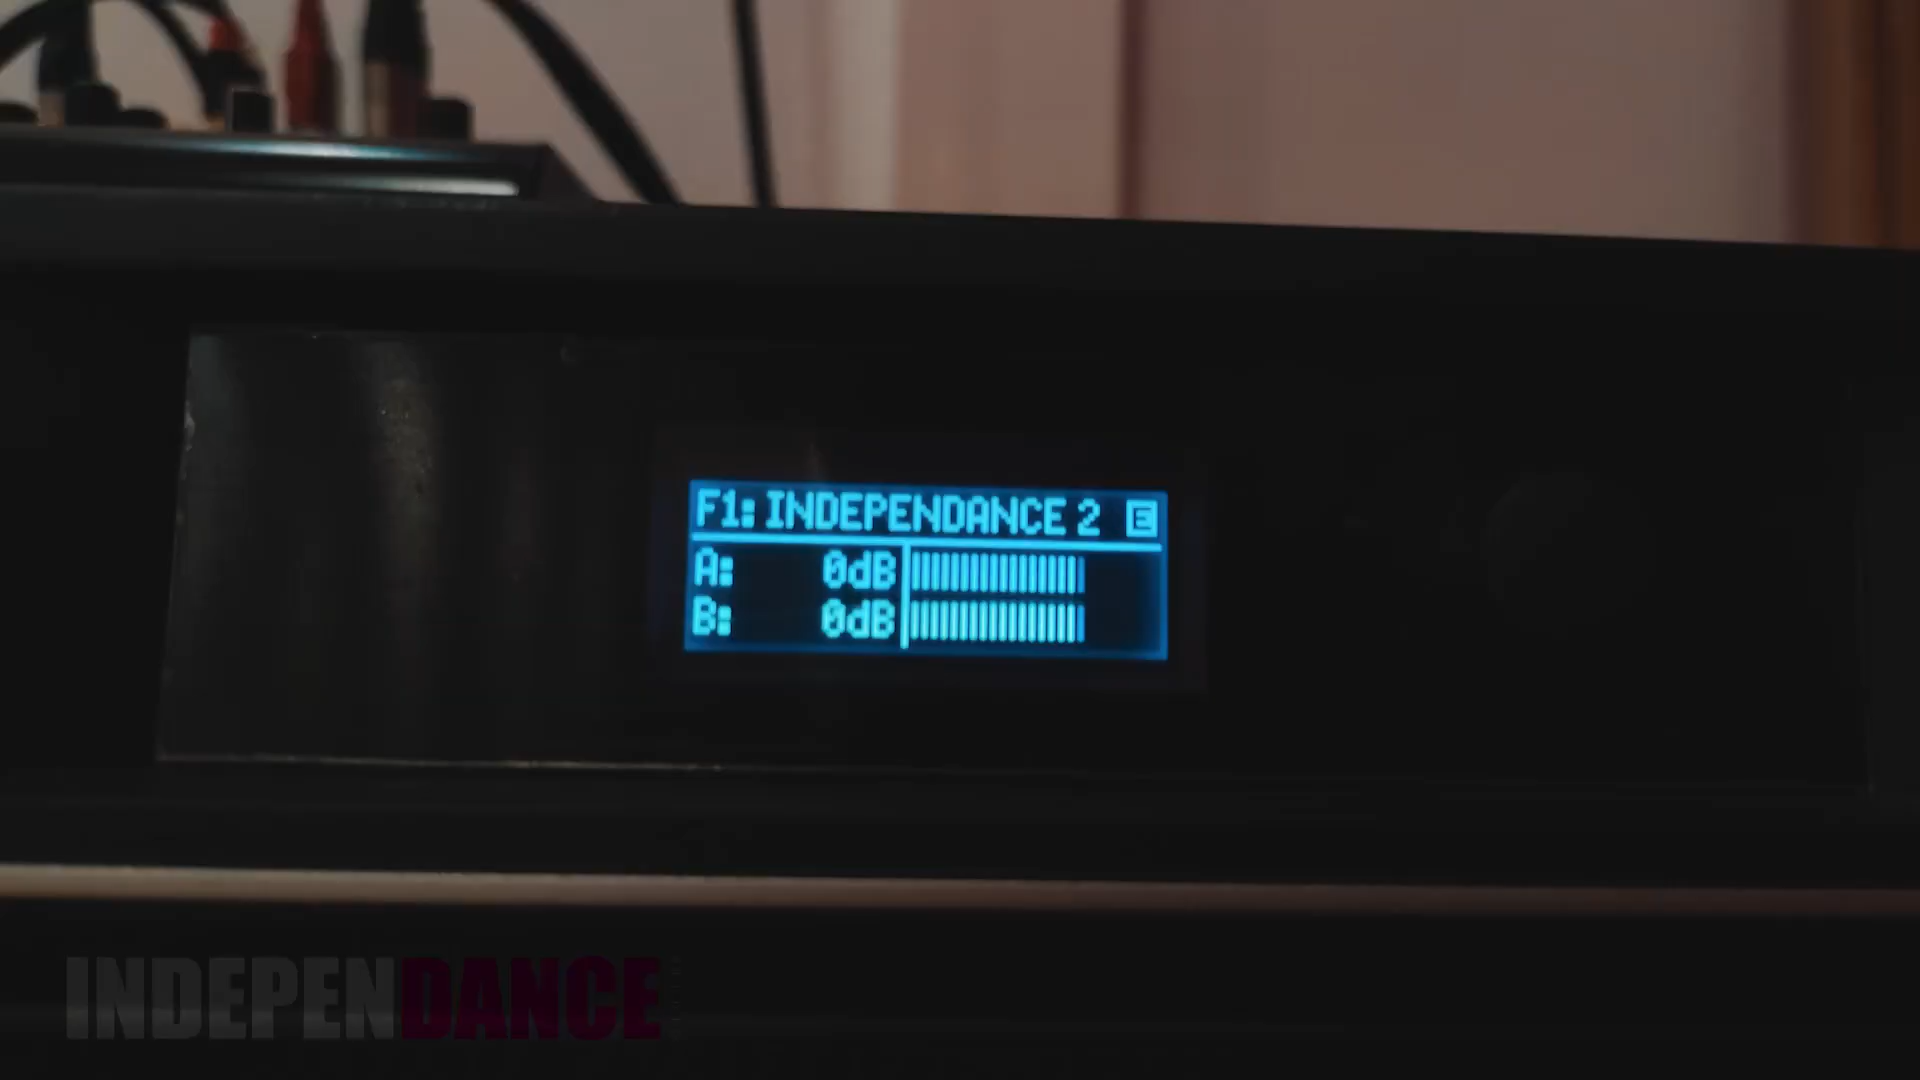 F1: INDEPENDANCE 2 E
A: 0dB
B: 0dB
INDEPENDANCE